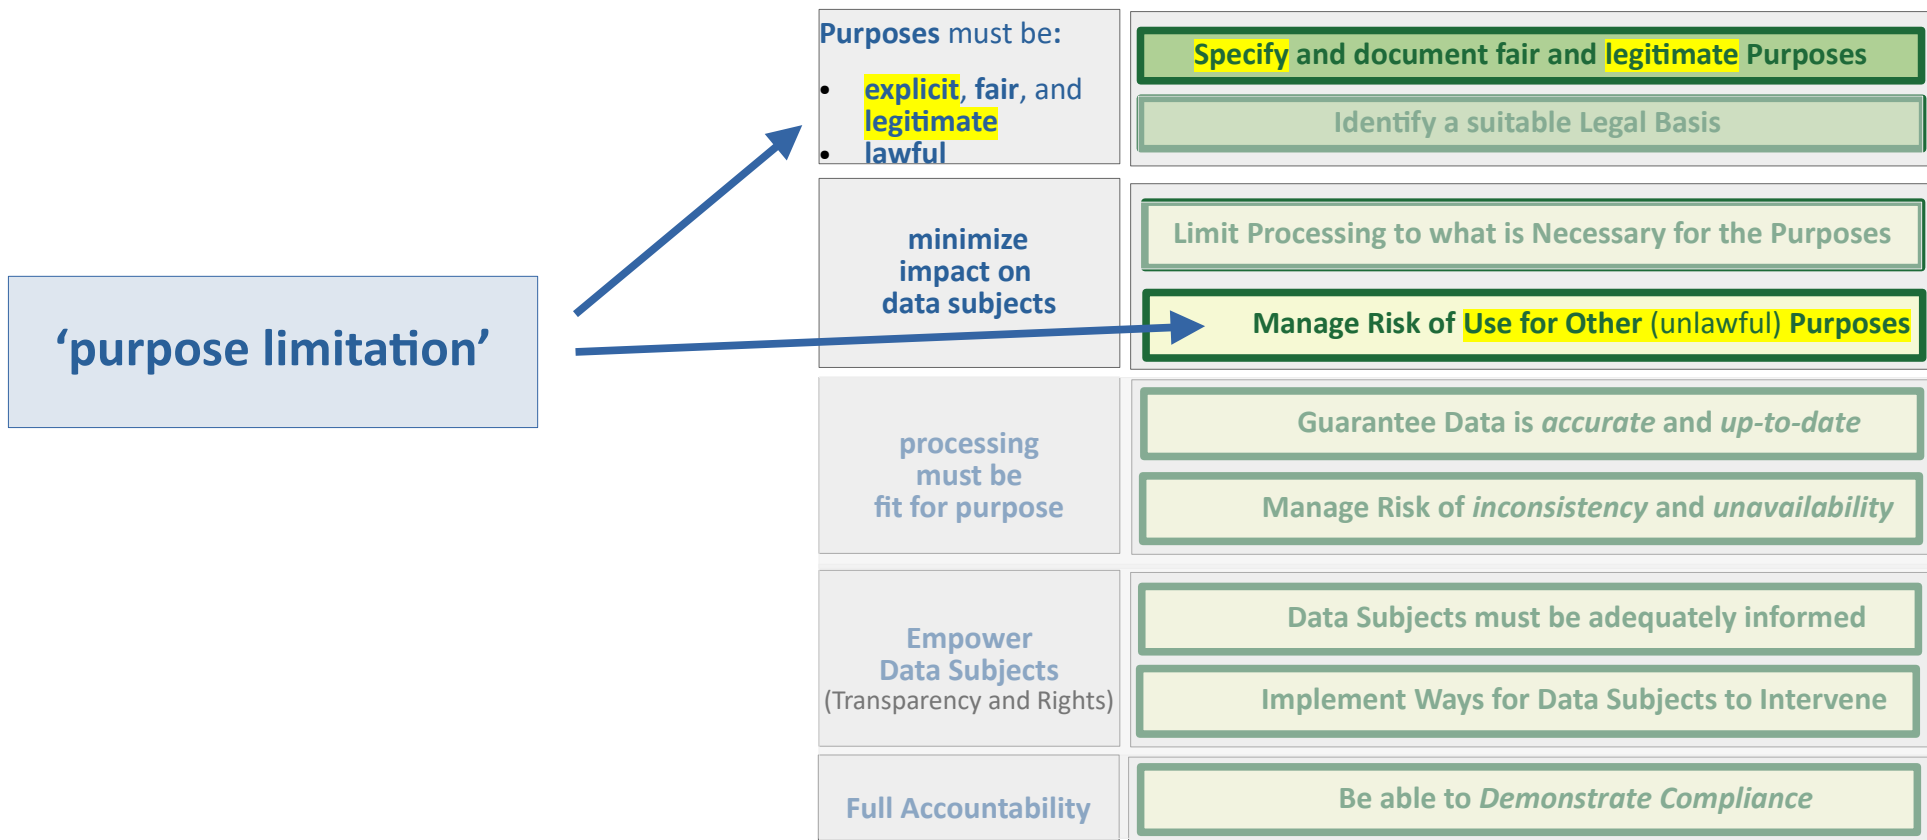 ‘purpose limitation’
Purposes must be:
• explicit, fair, and
legitimate
• lawful
Specify and document fair and legitimate Purposes
Identify a suitable Legal Basis
minimize
impact on
data subjects
Limit Processing to what is Necessary for the Purposes
Manage Risk of Use for Other (unlawful) Purposes
processing
must be
fit for purpose
Guarantee Data is accurate and up-to-date
Manage Risk of inconsistency and unavailability
Empower
Data Subjects
(Transparency and Rights)
Data Subjects must be adequately informed
Implement Ways for Data Subjects to Intervene
Full Accountability
Be able to Demonstrate Compliance